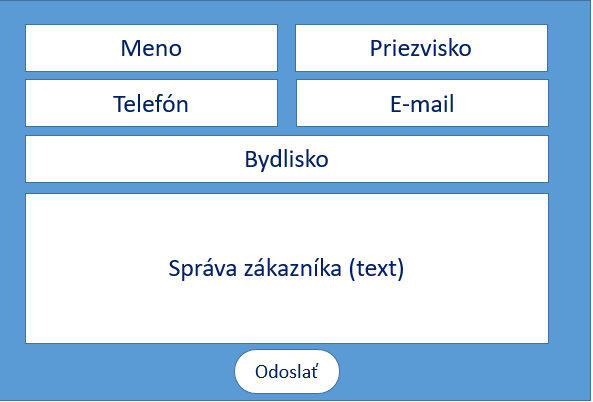 Meno
Priezvisko
Telefón
E-mail
Bydlisko
Správa zákazníka (text)
Odoslať